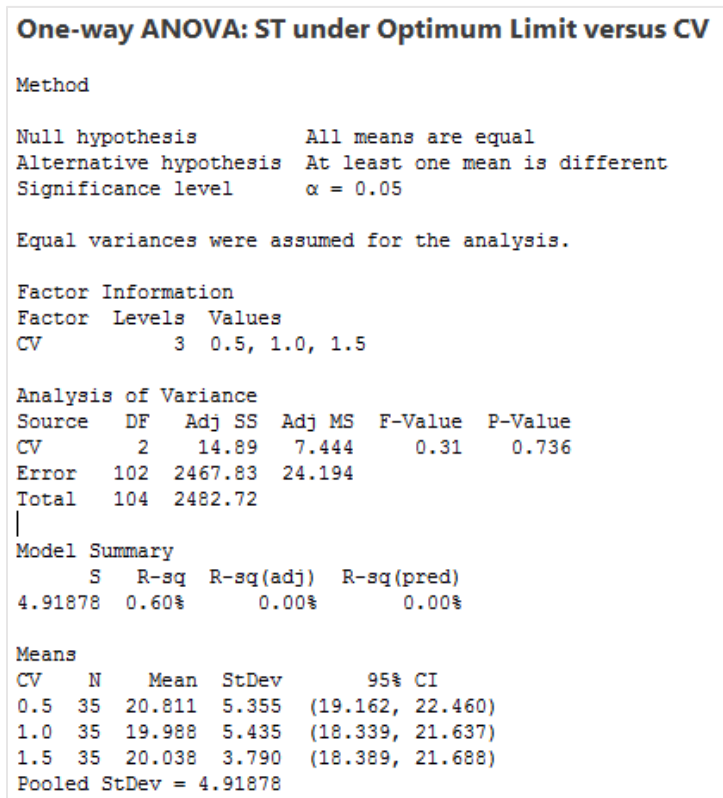 One-way ANOVA: ST under Optimum Limit versus CV
Method
Null hypothesis All means are equal
Alternative hypothesis At least one mean is different
Significance level α = 0.05
Equal variances were assumed for the analysis.
Factor Information
Factor Levels Values
CV 3 0.5, 1.0, 1.5
Analysis of Variance
Source DF Adj SS Adj MS F-Value P-Value
CV 2 14.89 7.444 0.31 0.736
Error 102 2467.83 24.194
Total 104 2482.72
Model Summary
S R-sq R-sq(adj) R-sq(pred)
4.91878 0.60% 0.00% 0.00%
Means
CV N Mean StDev 95% CI
0.5 35 20.811 5.355 (19.162, 22.460)
1.0 35 19.988 5.435 (18.339, 21.637)
1.5 35 20.038 3.790 (18.389, 21.688)
Pooled StDev = 4.91878